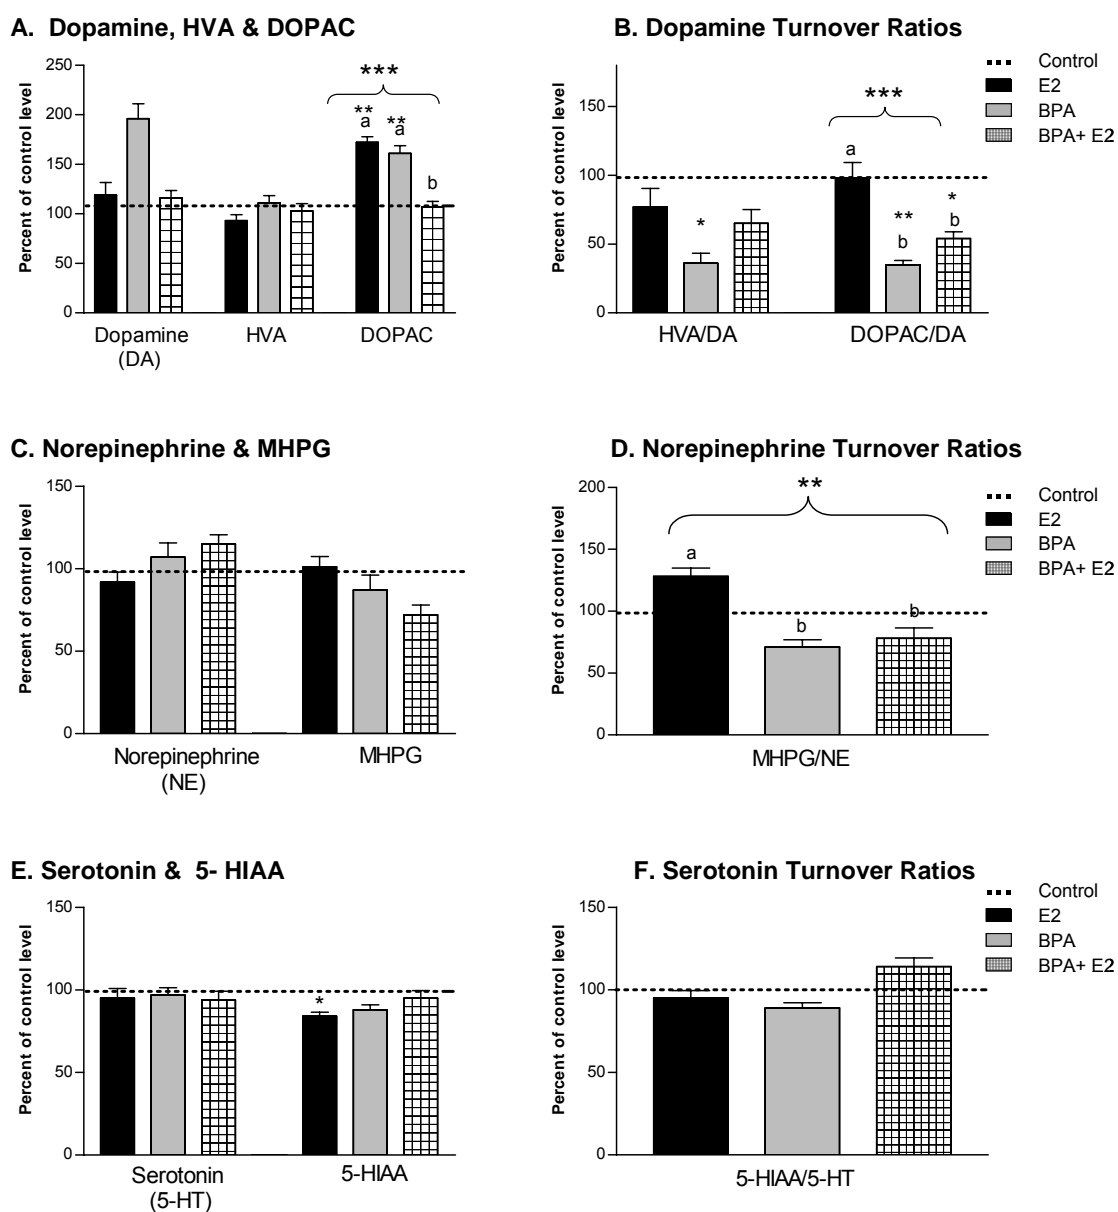 A. Dopamine, HVA & DOPAC
Percent of control level
250
200
150
100
50
0
***
**
a
**
a
b
Dopamine
(DA)
HVA
DOPAC
B. Dopamine Turnover Ratios
Percent of control level
150
100
50
0
***
a
*
**
b
*
b
HVA/DA
DOPAC/DA
Control
E2
BPA
BPA+ E2
C. Norepinephrine & MHPG
Percent of control level
150
100
50
0
Norepinephrine
(NE)
MHPG
D. Norepinephrine Turnover Ratios
Percent of control level
200
150
100
50
0
**
a
b
b
MHPG/NE
Control
E2
BPA
BPA+ E2
E. Serotonin & 5- HIAA
Percent of control level
150
100
50
0
*
Serotonin
(5-HT)
5-HIAA
F. Serotonin Turnover Ratios
Percent of control level
150
100
50
0
5-HIAA/5-HT
Control
E2
BPA
BPA+ E2